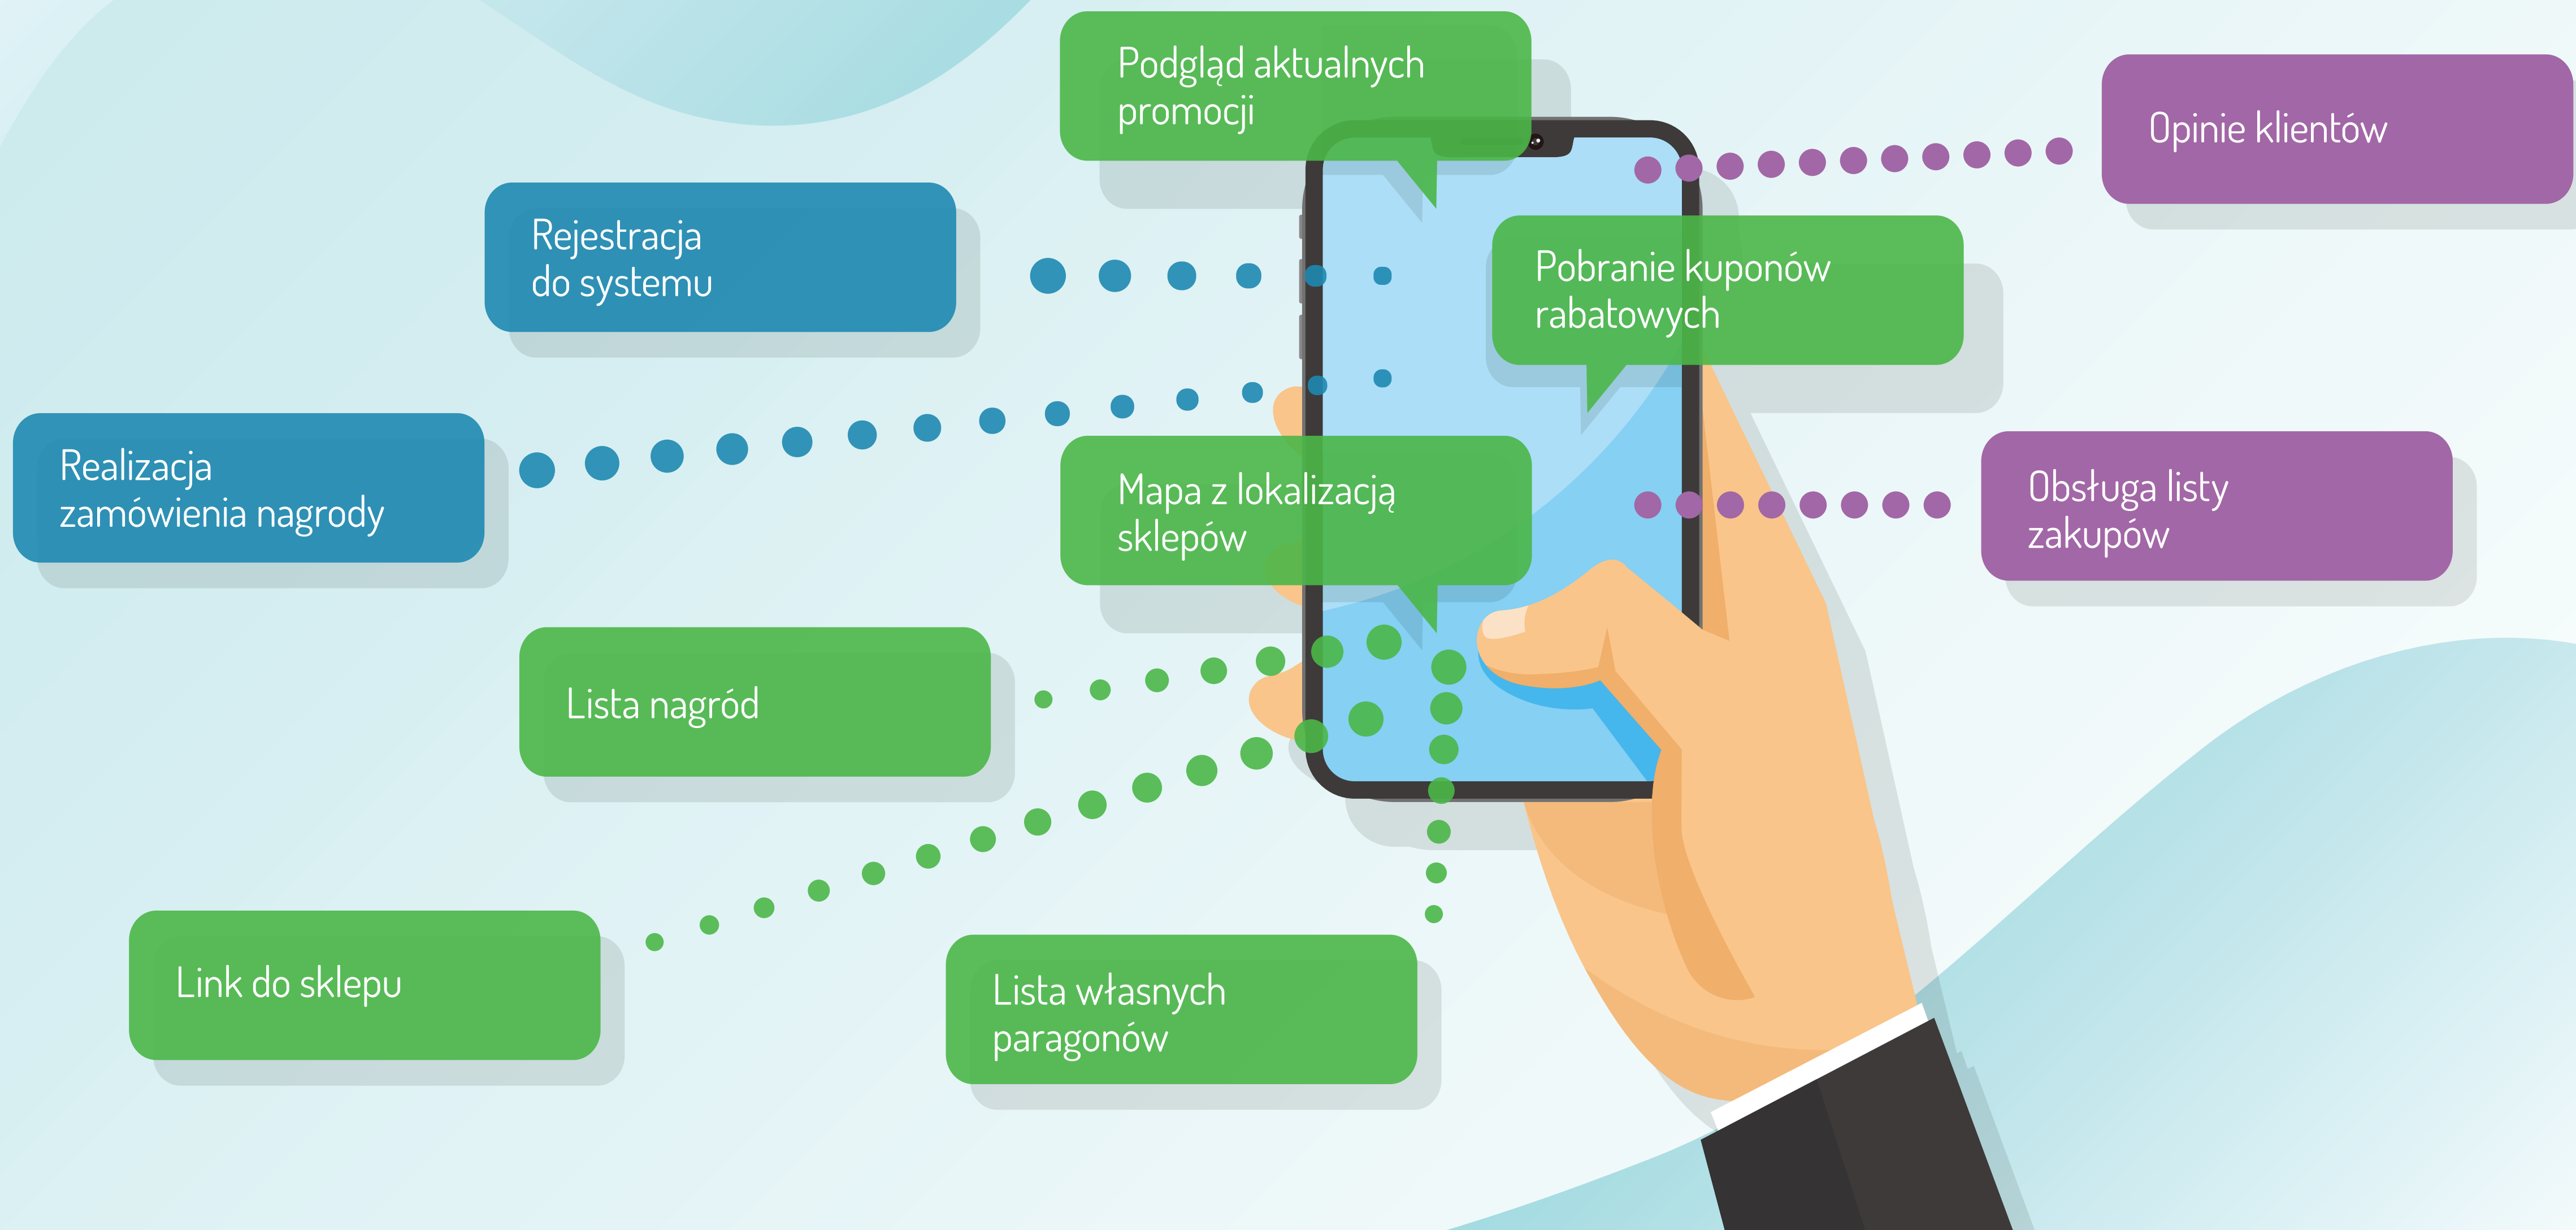 Podgląd aktualnych
promocji
Opinie klientów
Rejestracja
do systemu
Pobranie kuponów
rabatowych
Realizacja
zamówienia nagrody
Mapa z lokalizacją
sklepów
Obsługa listy
zakupów
Lista nagród
Link do sklepu
Lista własnych
paragonów